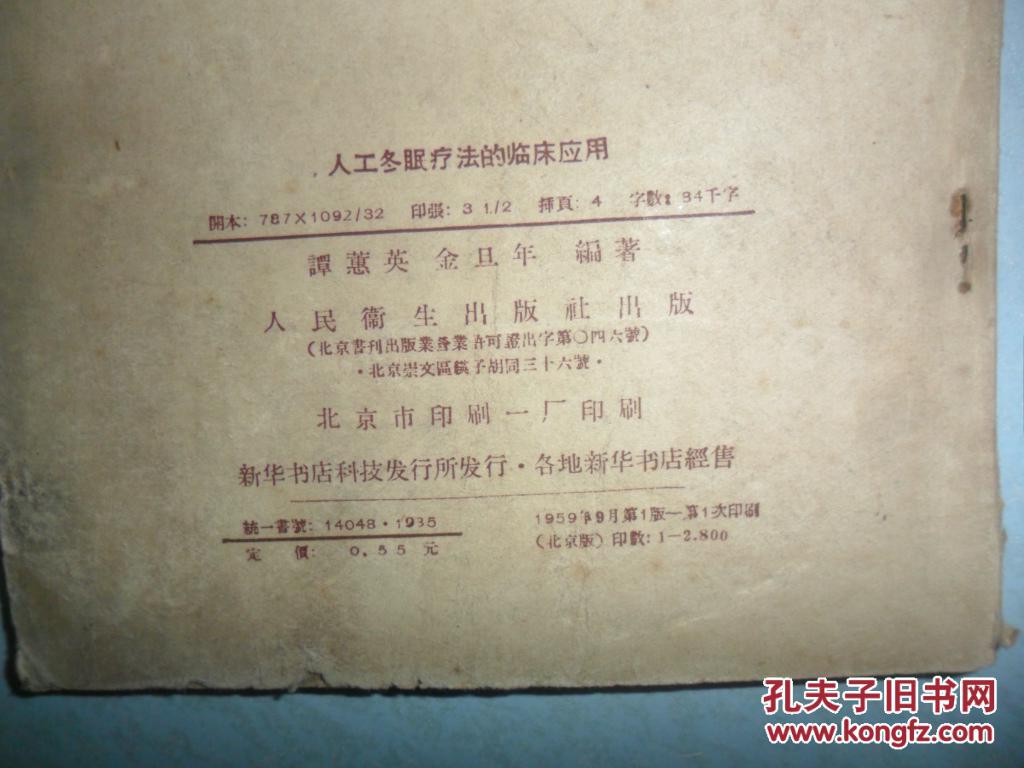 人工冬眠疗法的临床应用
開本: 787×1092/32 印張: 3 1/2 挿頁: 4 字數: 84千字
譚蕙英 金旦年 編著
人民衞生出版社出版
(北京書刊出版業營業許可證出字第〇四六號)
·北京崇文區䉤子胡同三十六號·
北京市印刷一厂印刷
新华书店科技发行所发行·各地新华书店經售
統一書號: 14048·1935
定價: 0.55 元
1959年9月第1版—第1次印刷
(北京版) 印數: 1—2,800
孔夫子旧书网
www.kongfz.com